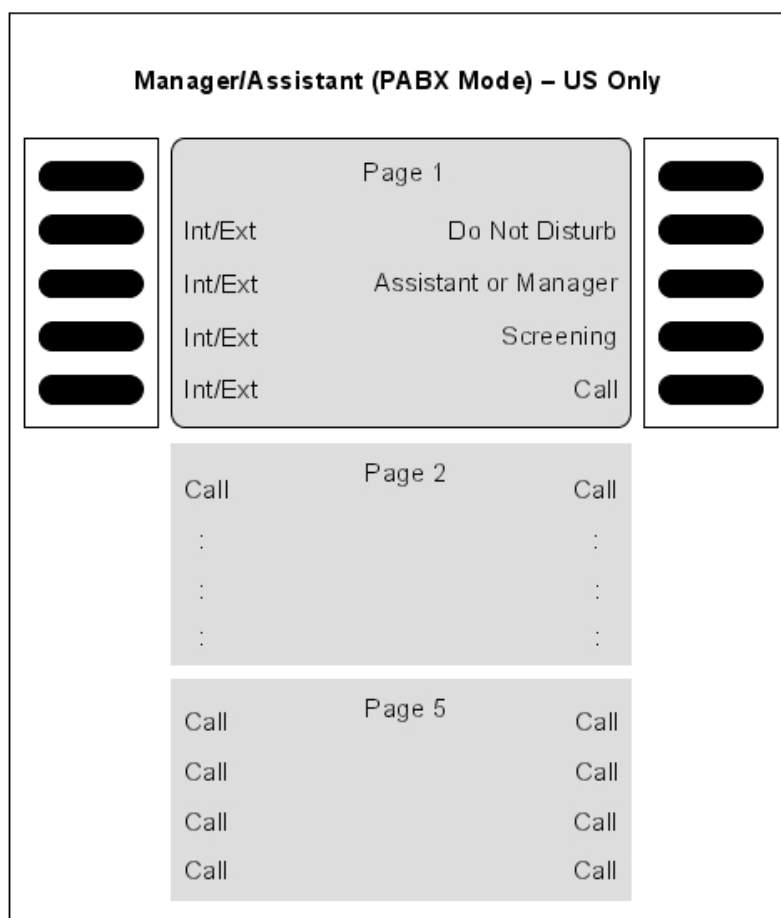 Manager/Assistant (PABX Mode) – US Only
Page 1
Int/Ext Do Not Disturb
Int/Ext Assistant or Manager
Int/Ext Screening
Int/Ext Call
Page 2
Call Call
: :
: :
: :
Page 5
Call Call
Call Call
Call Call
Call Call